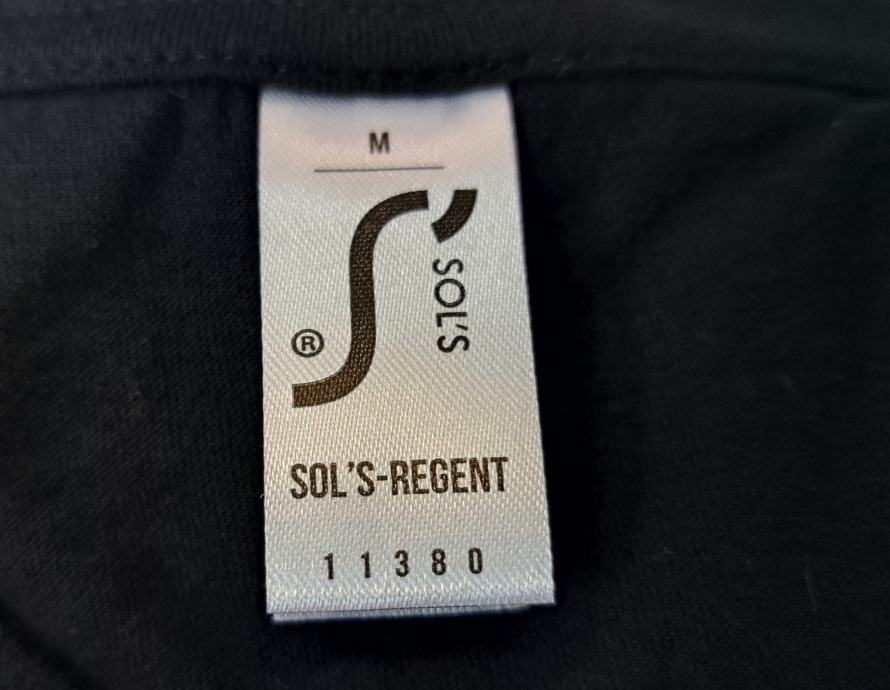 M
S'
SOL'S
®
SOL'S-REGENT
11380